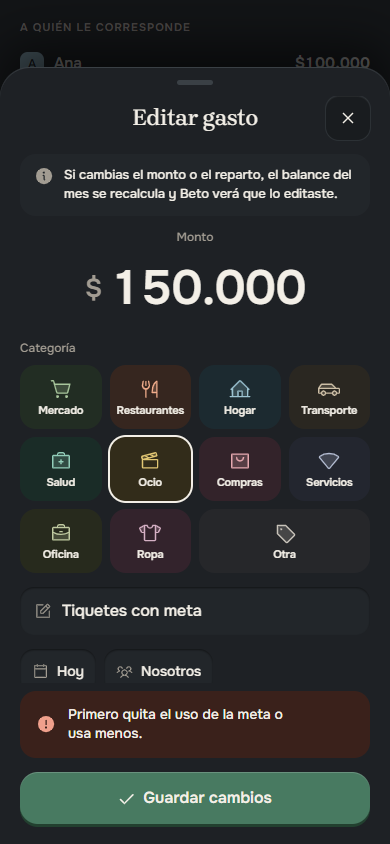 A QUIÉN LE CORRESPONDE
A Ana $100.000
Editar gasto
Si cambias el monto o el reparto, el balance del
mes se recalcula y Beto verá que lo editaste.
Monto
$ 150.000
Categoría
Mercado Restaurantes Hogar Transporte
Salud Ocio Compras Servicios
Oficina Ropa Otra
Tiquetes con meta
Hoy Nosotros
Primero quita el uso de la meta o
usa menos.
Guardar cambios